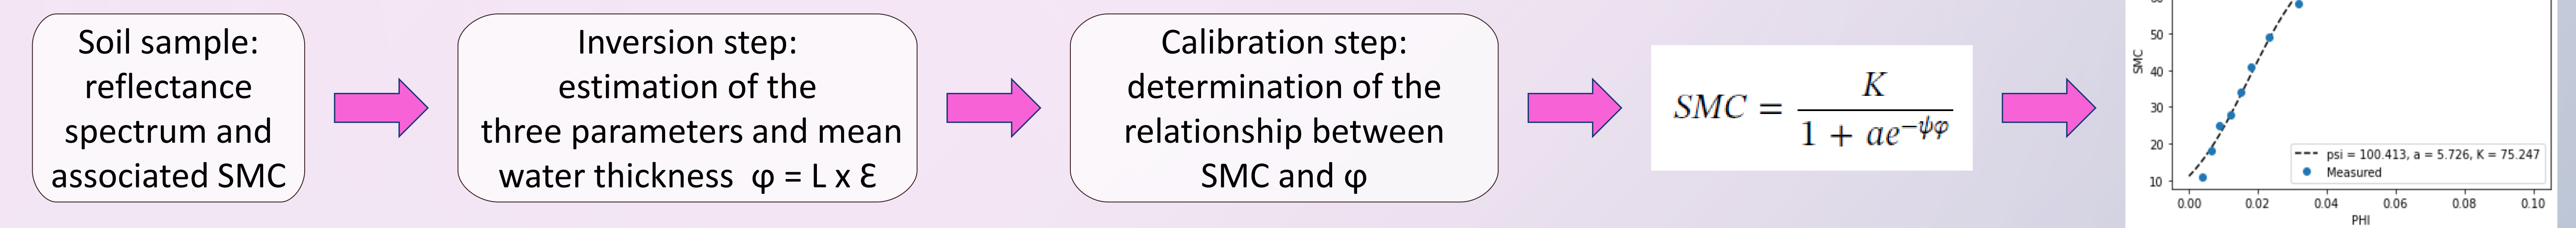 Soil sample:
reflectance
spectrum and
associated SMC
Inversion step:
estimation of the
three parameters and mean
water thickness φ = L x Ɛ
Calibration step:
determination of the
relationship between
SMC and φ
SMC = K / (1 + ae^{-ψφ})
SMC
50
40
30
20
10
0.00 0.02 0.04 0.06 0.08 0.10
PHI
psi = 100.413, a = 5.726, K = 75.247
Measured